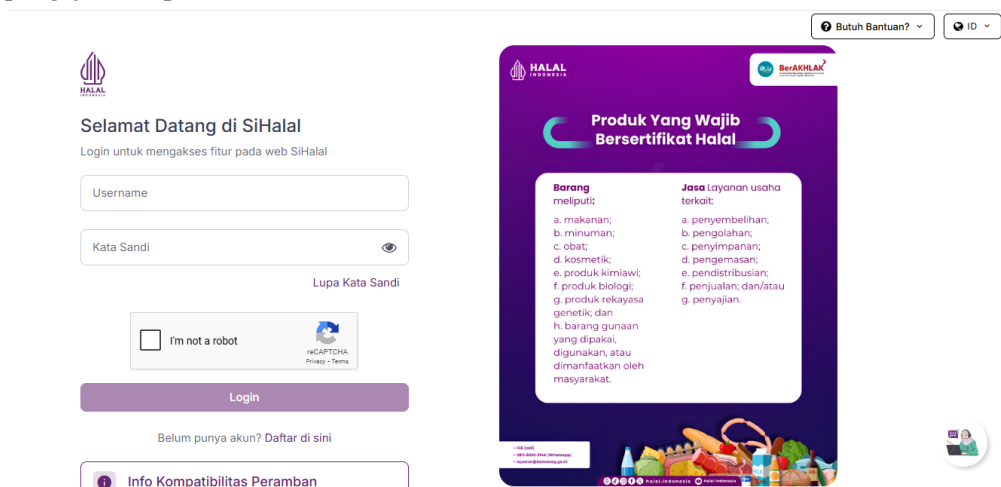 Butuh Bantuan?
ID
HALAL
INDONESIA
Selamat Datang di SiHalal
Login untuk mengakses fitur pada web SiHalal
Username
Kata Sandi
Lupa Kata Sandi
I'm not a robot
reCAPTCHA
Privacy - Terms
Login
Belum punya akun? Daftar di sini
Info Kompatibilitas Peramban
HALAL
INDONESIA
BLU
BerAKHLAK
Produk Yang Wajib
Bersertifikat Halal
Barang
meliputi:
a. makanan;
b. minuman;
c. obat;
d. kosmetik;
e. produk kimiawi;
f. produk biologi;
g. produk rekayasa
genetik; dan
h. barang gunaan
yang dipakai,
digunakan, atau
dimanfaatkan oleh
masyarakat.
Jasa Layanan usaha
terkait:
a. penyembelihan;
b. pengolahan;
c. penyimpanan;
d. pengemasan;
e. pendistribusian;
f. penjualan; dan/atau
g. penyajian.
halal.indonesia
Halal Indonesia